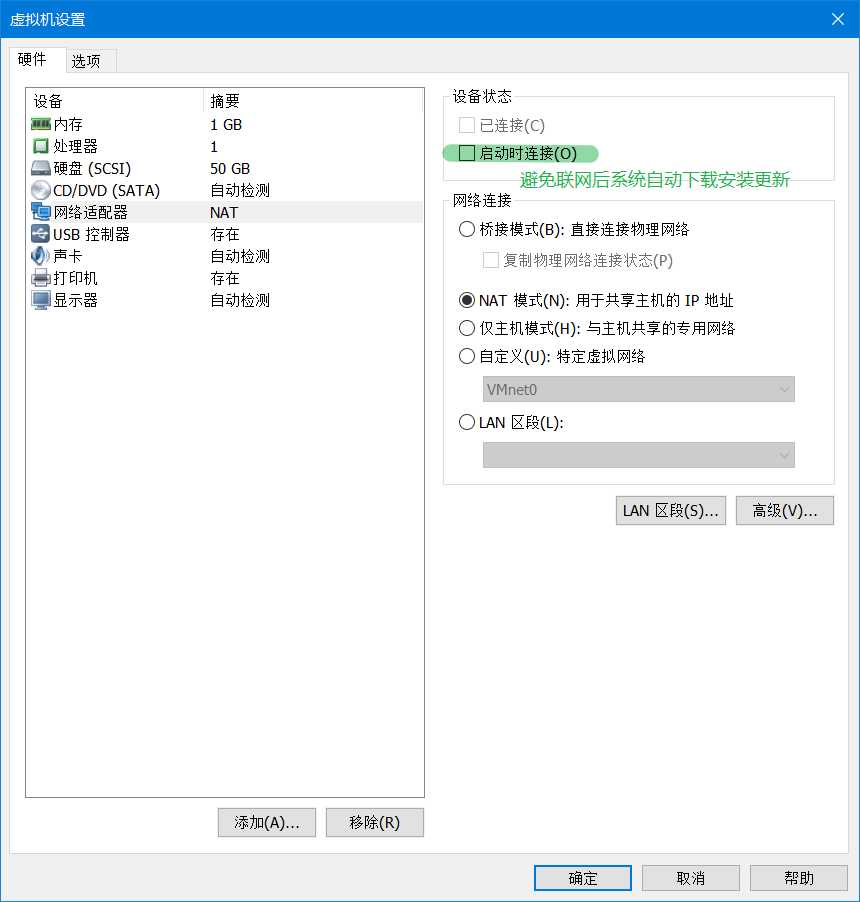 虚拟机设置
硬件 选项
设备 摘要
内存 1 GB
处理器 1
硬盘 (SCSI) 50 GB
CD/DVD (SATA) 自动检测
网络适配器 NAT
USB 控制器 存在
声卡 自动检测
打印机 存在
显示器 自动检测
添加(A)... 移除(R)
设备状态
已连接(C)
启动时连接(O)
避免联网后系统自动下载安装更新
网络连接
桥接模式(B): 直接连接物理网络
复制物理网络连接状态(P)
NAT 模式(N): 用于共享主机的 IP 地址
仅主机模式(H): 与主机共享的专用网络
自定义(U): 特定虚拟网络
VMnet0
LAN 区段(L):
LAN 区段(S)... 高级(V)...
确定 取消 帮助